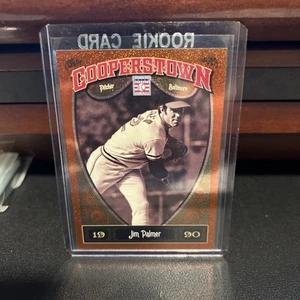 ROOKIE CARD
COOPERSTOWN
Pitcher Baltimore
Jim Palmer
19 90